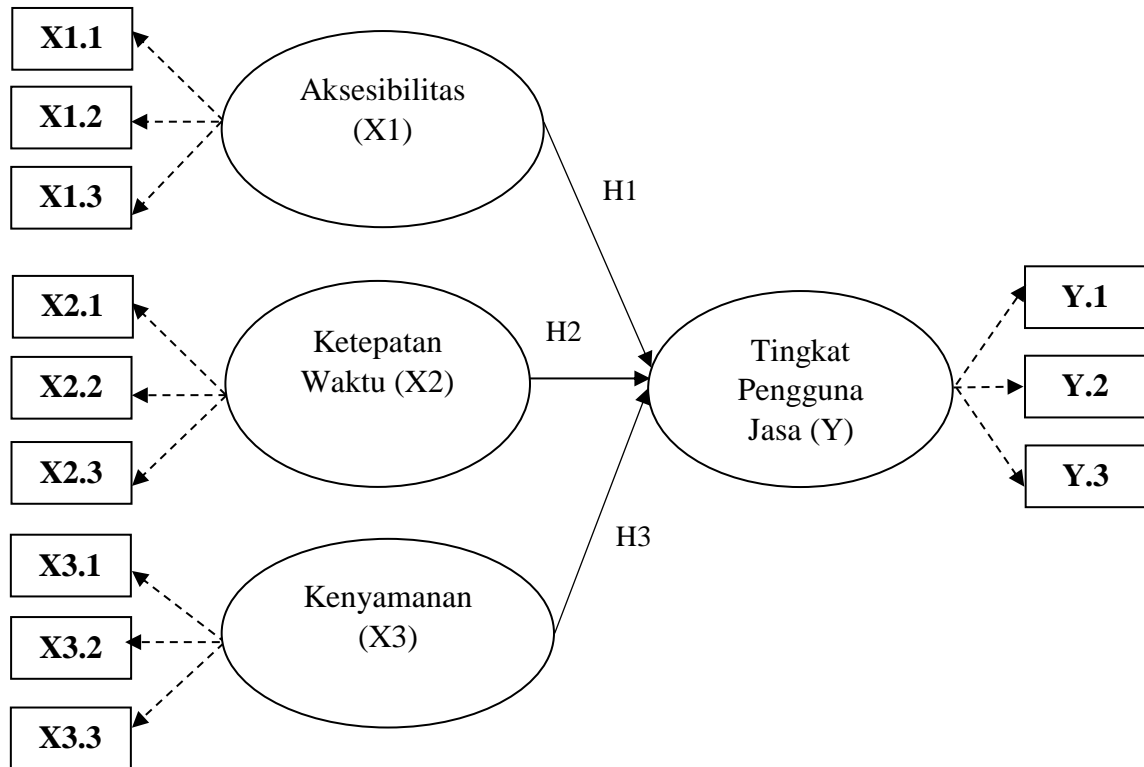 X1.1
X1.2
X1.3
Aksesibilitas
(X1)
H1
X2.1
X2.2
X2.3
Ketepatan
Waktu (X2)
H2
Tingkat
Pengguna
Jasa (Y)
Y.1
Y.2
Y.3
X3.1
X3.2
X3.3
Kenyamanan
(X3)
H3